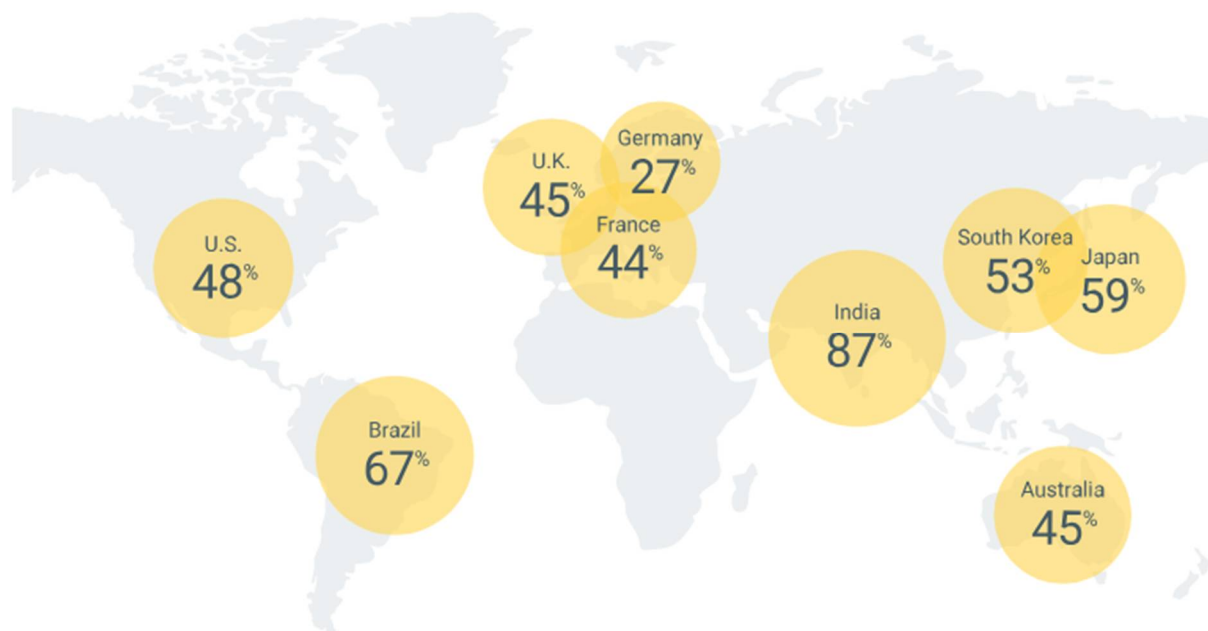 Germany
27%
U.K.
45%
France
44%
U.S.
48%
South Korea
53%
Japan
59%
India
87%
Brazil
67%
Australia
45%